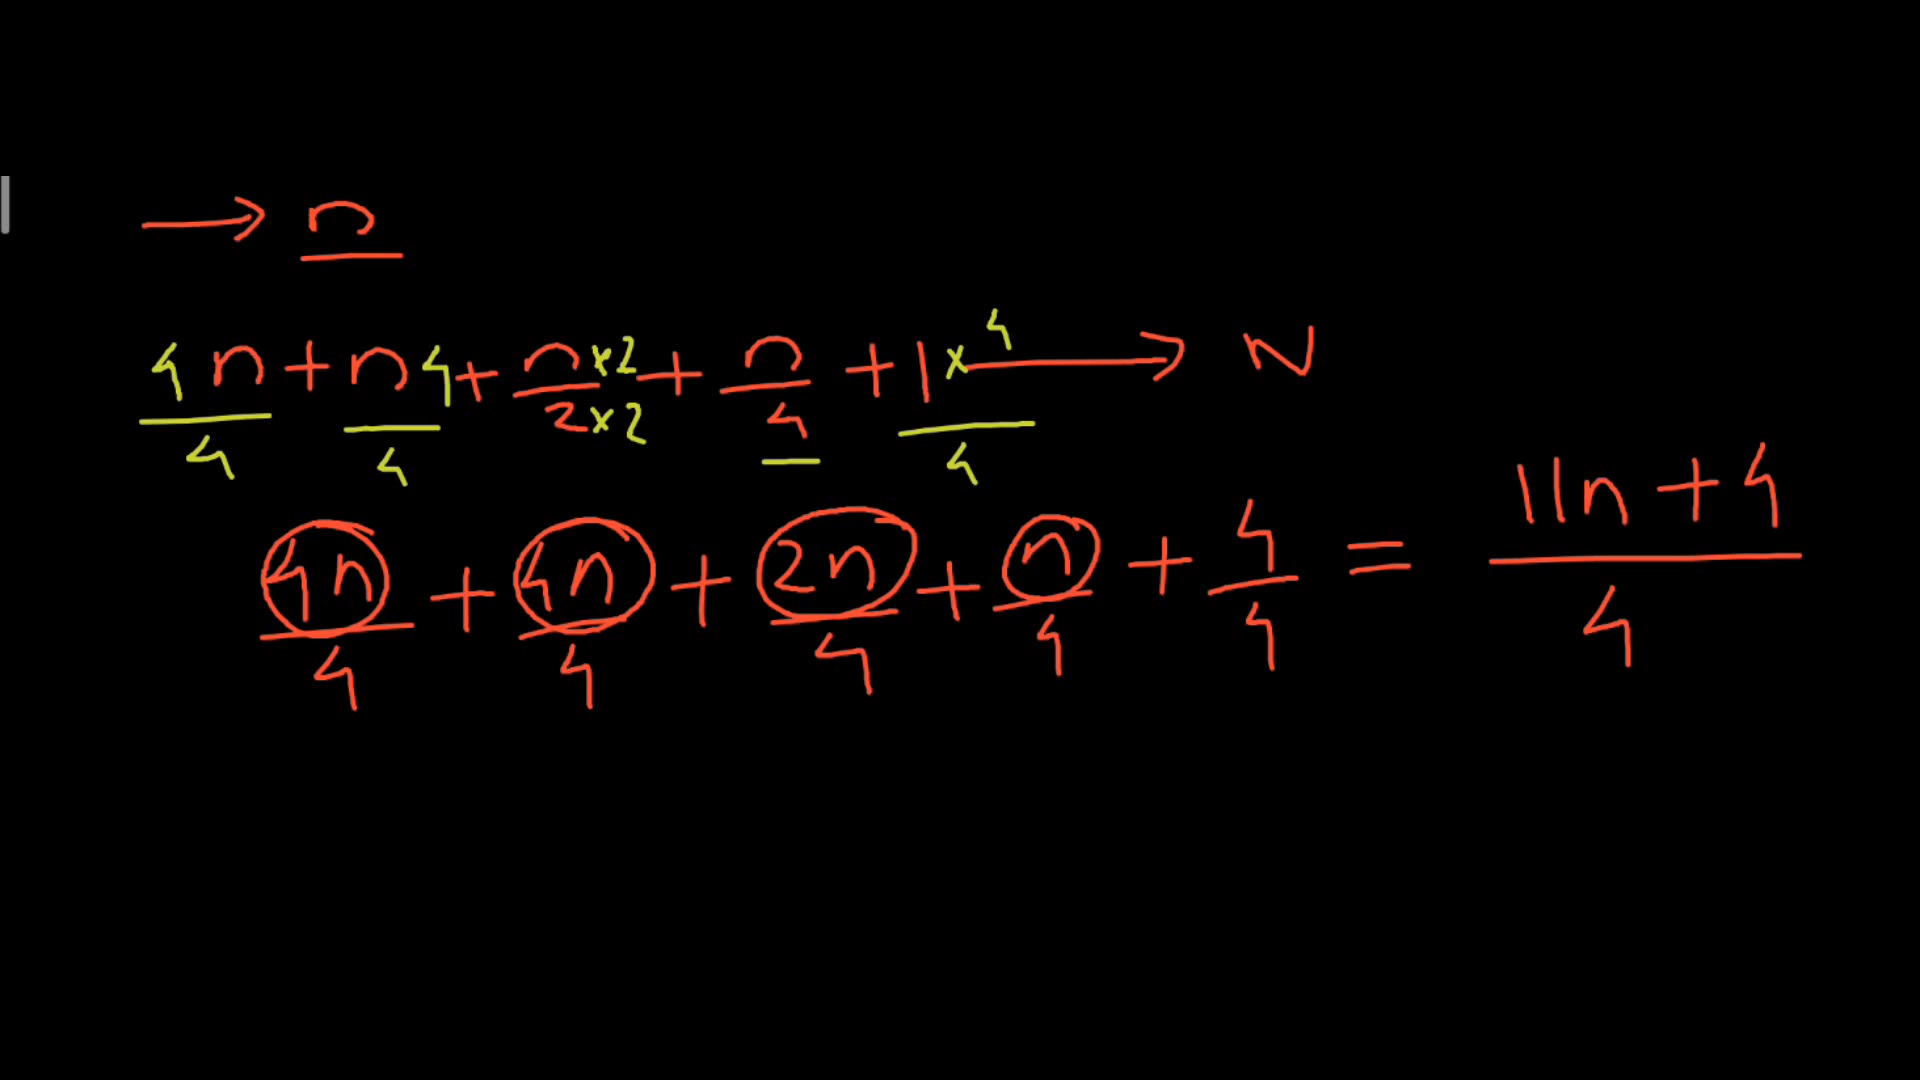 → n
4n/4 + n4/4 + n×2/2×2 + n/4 + 1×4/4 → N
4n/4 + 4n/4 + 2n/4 + n/4 + 4/4 = 11n+4/4